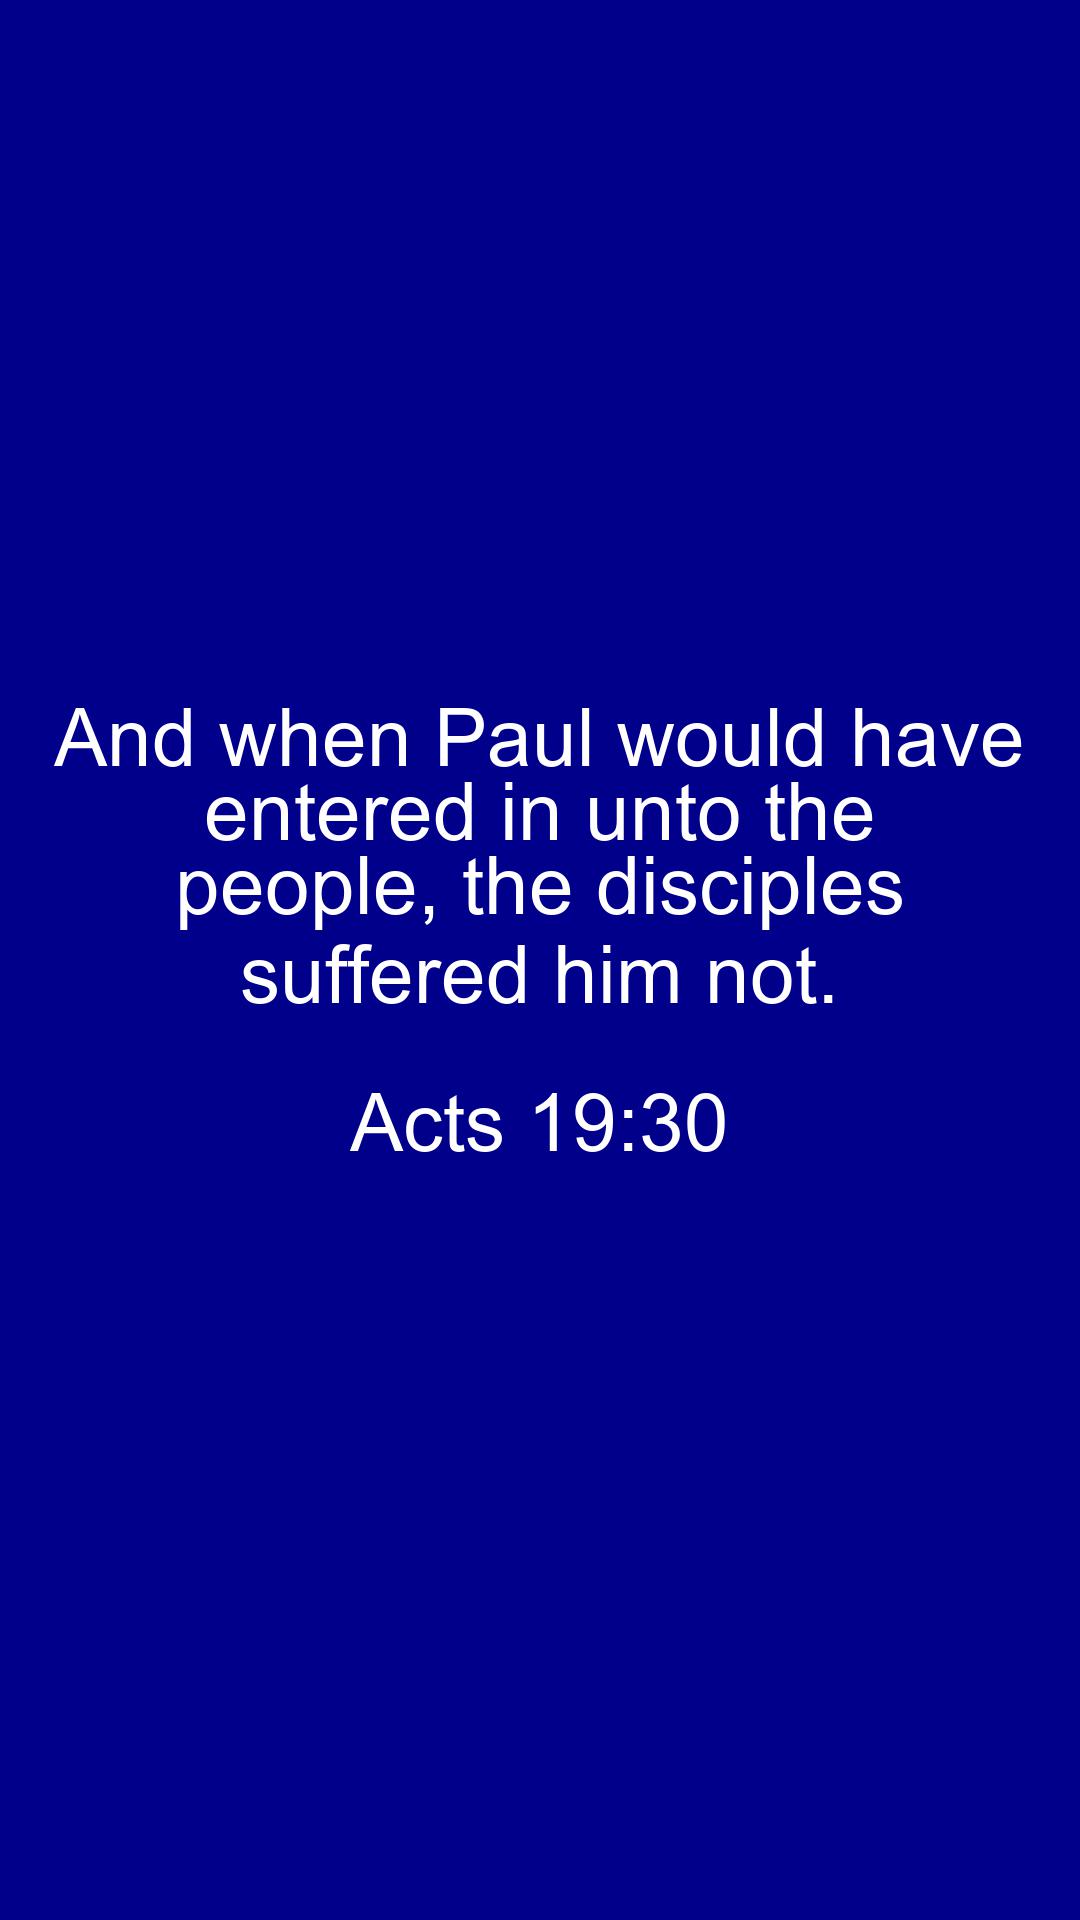 And when Paul would have
entered in unto the
people, the disciples
suffered him not.
Acts 19:30